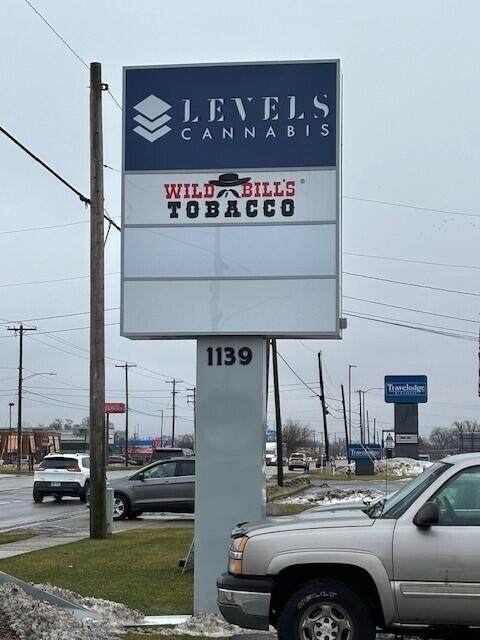 LEVELS
CANNABIS
WILD BILL'S®
TOBACCO
1139
Travelodge